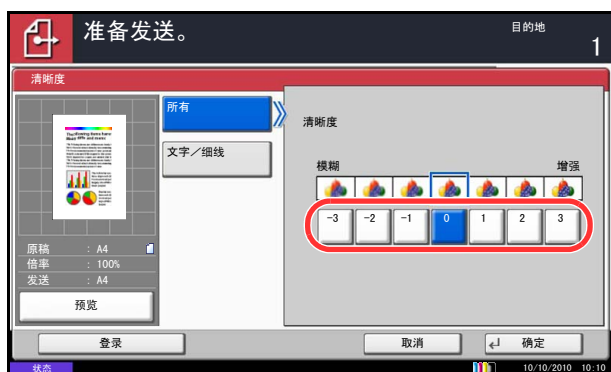 准备发送。
目的地
1
清晰度
所有
文字/细线
清晰度
模糊 增强
-3 -2 -1 0 1 2 3
原稿 : A4
倍率 : 100%
发送 : A4
预览
登录 取消 确定
状态 10/10/2010 10:10